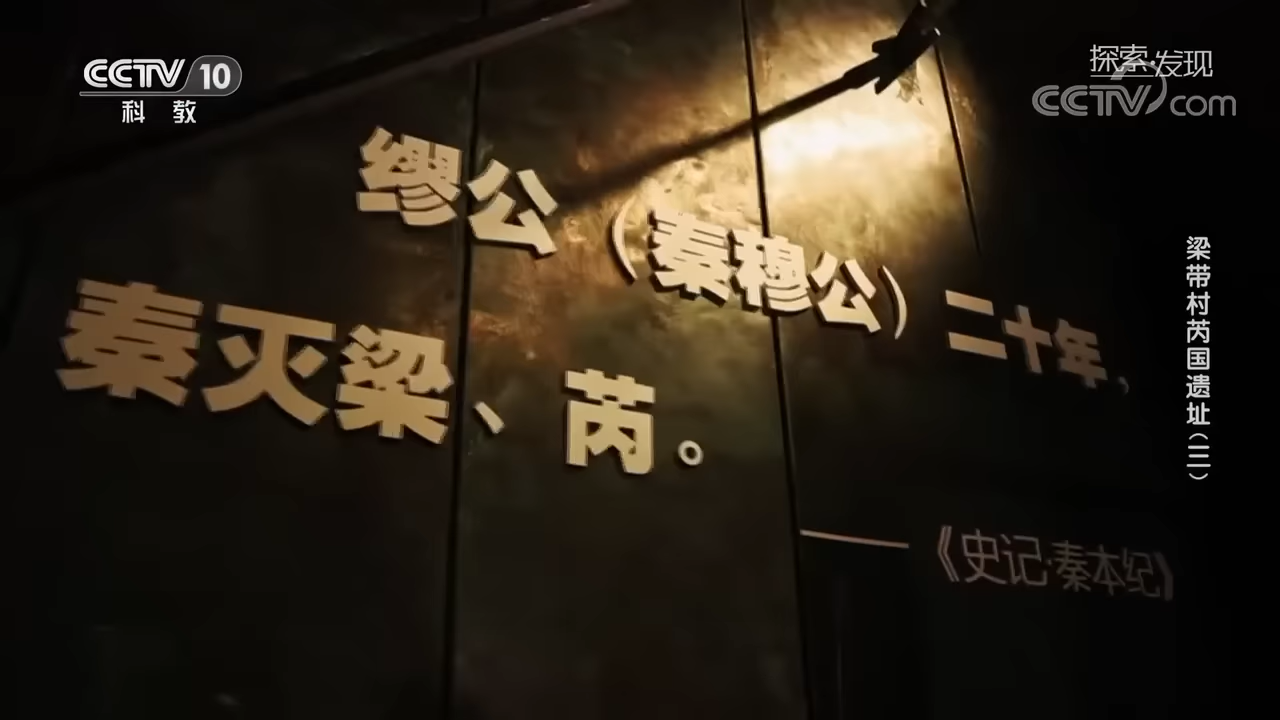 CCTV 10
科教
探索·发现
CCTV.com
缪公（秦穆公）二十年，
秦灭梁、芮。
——《史记·秦本纪》
梁带村芮国遗址（三）